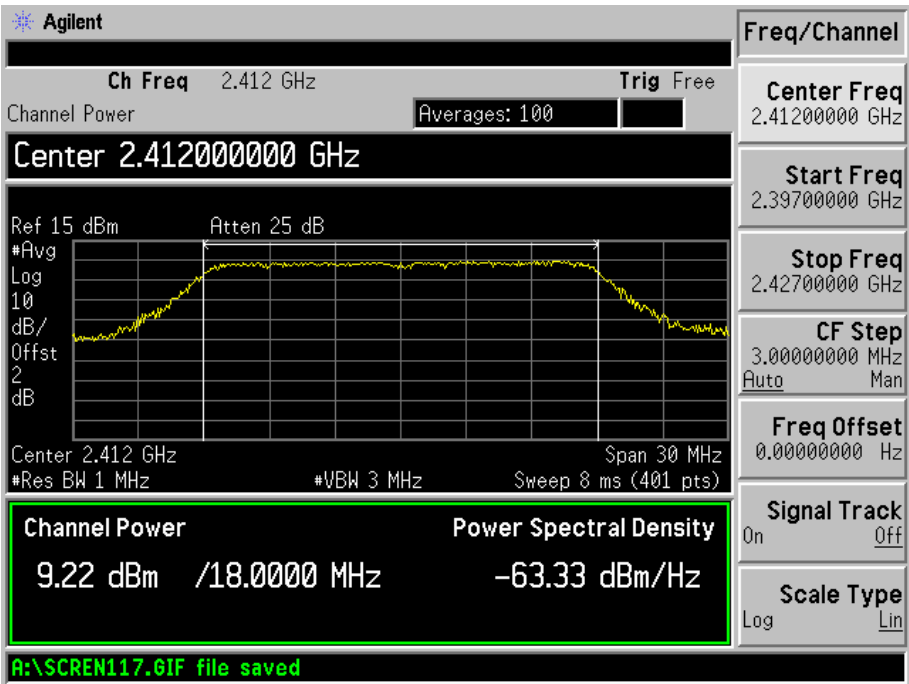 Agilent
Freq/Channel
Ch Freq 2.412 GHz Trig Free
Channel Power Averages: 100
Center 2.412000000 GHz
Ref 15 dBm Atten 25 dB
#Avg
Log
10
dB/
Offst
2
dB
Center 2.412 GHz Span 30 MHz
#Res BW 1 MHz #VBW 3 MHz Sweep 8 ms (401 pts)
Channel Power Power Spectral Density
9.22 dBm /18.0000 MHz -63.33 dBm/Hz
A:\SCREN117.GIF file saved
Center Freq
2.41200000 GHz
Start Freq
2.39700000 GHz
Stop Freq
2.42700000 GHz
CF Step
3.00000000 MHz
Auto Man
Freq Offset
0.00000000 Hz
Signal Track
On Off
Scale Type
Log Lin